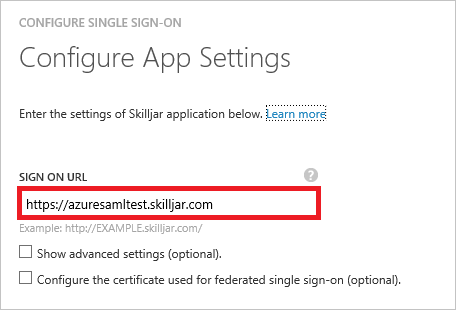 CONFIGURE SINGLE SIGN-ON
Configure App Settings
Enter the settings of Skilljar application below. Learn more
SIGN ON URL ?
https://azuresamltest.skilljar.com
Example: http://EXAMPLE.skilljar.com/
Show advanced settings (optional).
Configure the certificate used for federated single sign-on (optional).